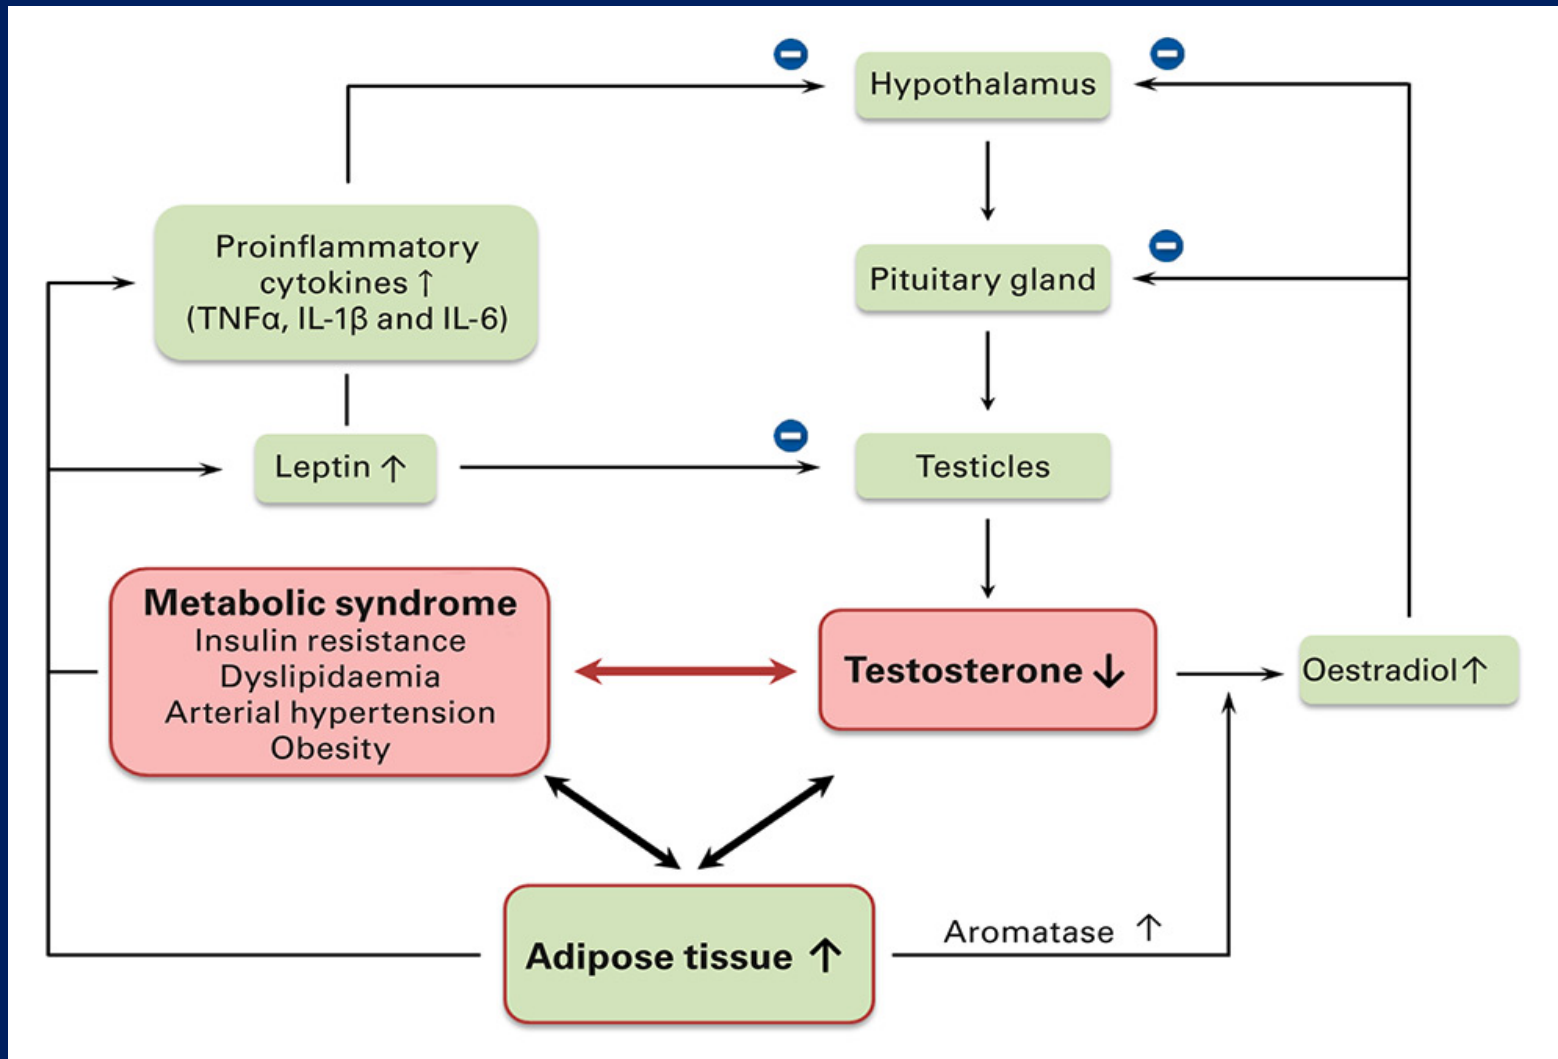 Hypothalamus
Proinflammatory
cytokines ↑
(TNFα, IL-1β and IL-6)
Pituitary gland
Leptin ↑
Testicles
Metabolic syndrome
Insulin resistance
Dyslipidaemia
Arterial hypertension
Obesity
Testosterone ↓
Oestradiol ↑
Adipose tissue ↑
Aromatase ↑